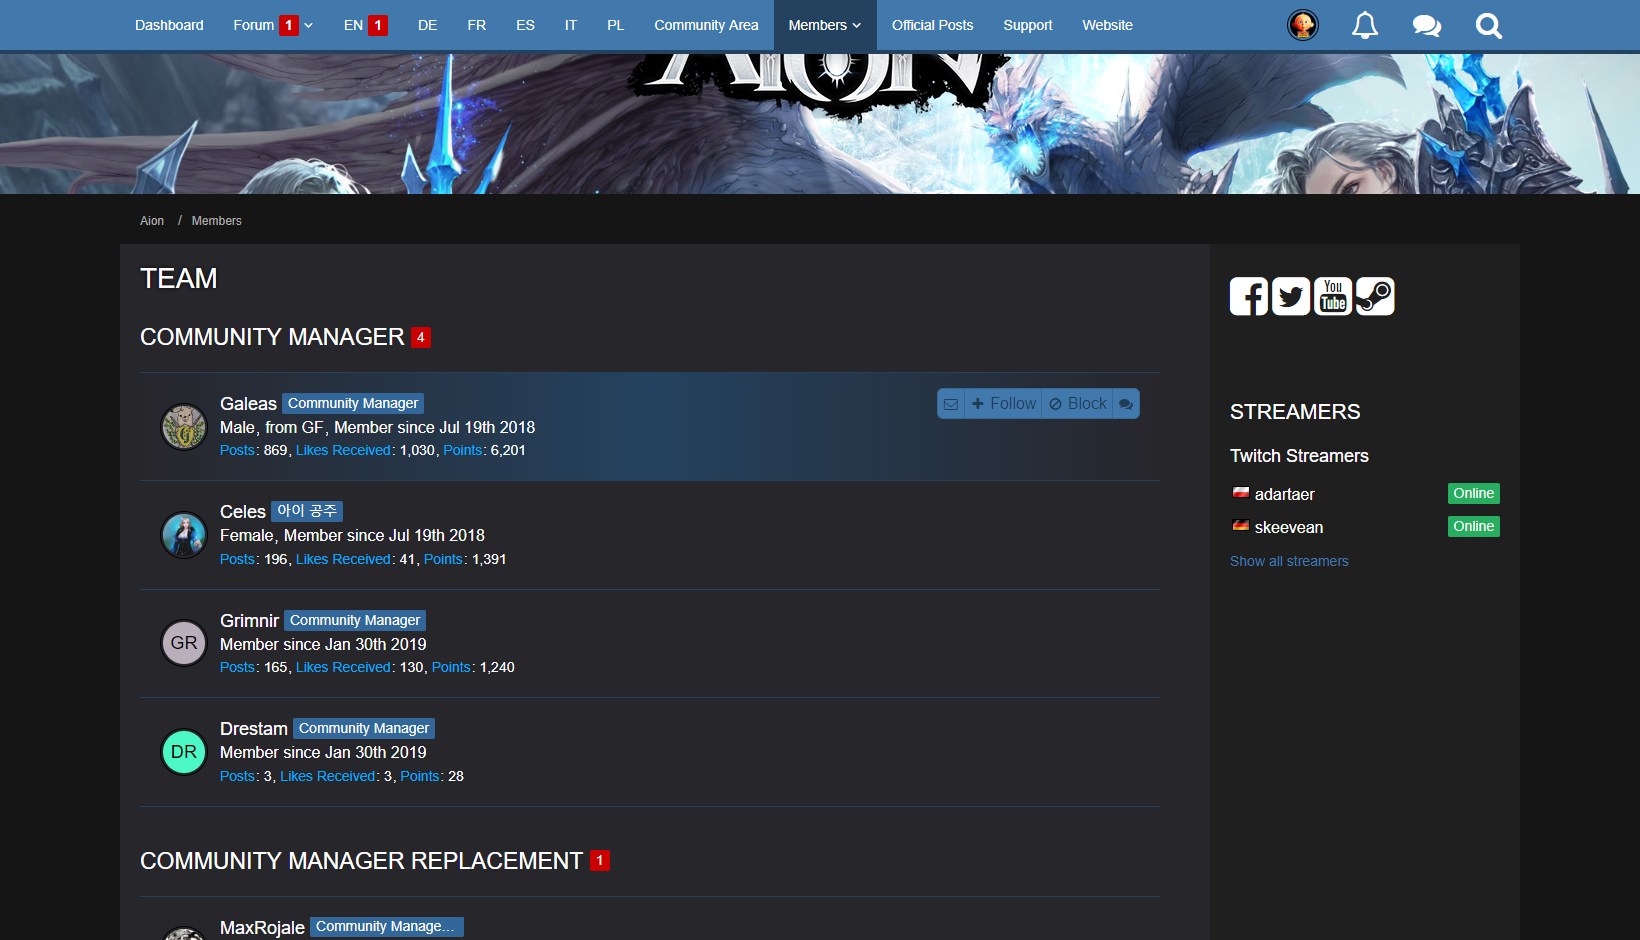 Dashboard Forum 1 EN 1 DE FR ES IT PL Community Area Members Official Posts Support Website
AION
Aion / Members
TEAM
COMMUNITY MANAGER 4
Galeas Community Manager
Follow Block
Male, from GF, Member since Jul 19th 2018
Posts: 869, Likes Received: 1,030, Points: 6,201
Celes 아이 공주
Female, Member since Jul 19th 2018
Posts: 196, Likes Received: 41, Points: 1,391
GR
Grimnir Community Manager
Member since Jan 30th 2019
Posts: 165, Likes Received: 130, Points: 1,240
DR
Drestam Community Manager
Member since Jan 30th 2019
Posts: 3, Likes Received: 3, Points: 28
COMMUNITY MANAGER REPLACEMENT 1
MaxRojale Community Manage...
You
Tube
STREAMERS
Twitch Streamers
adartaer Online
skeevean Online
Show all streamers